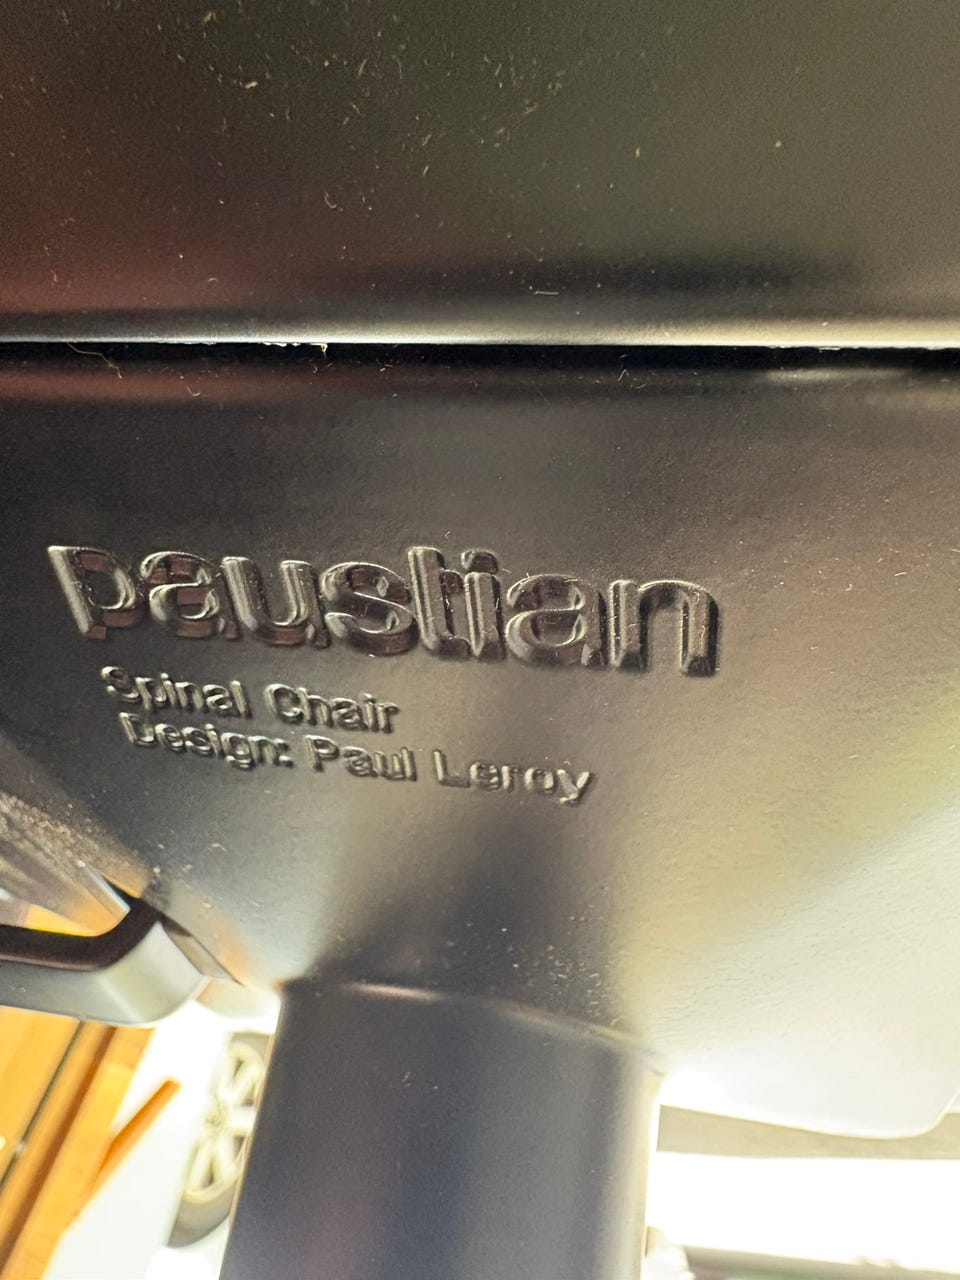 paustian
Spinal Chair
Design: Paul Leroy